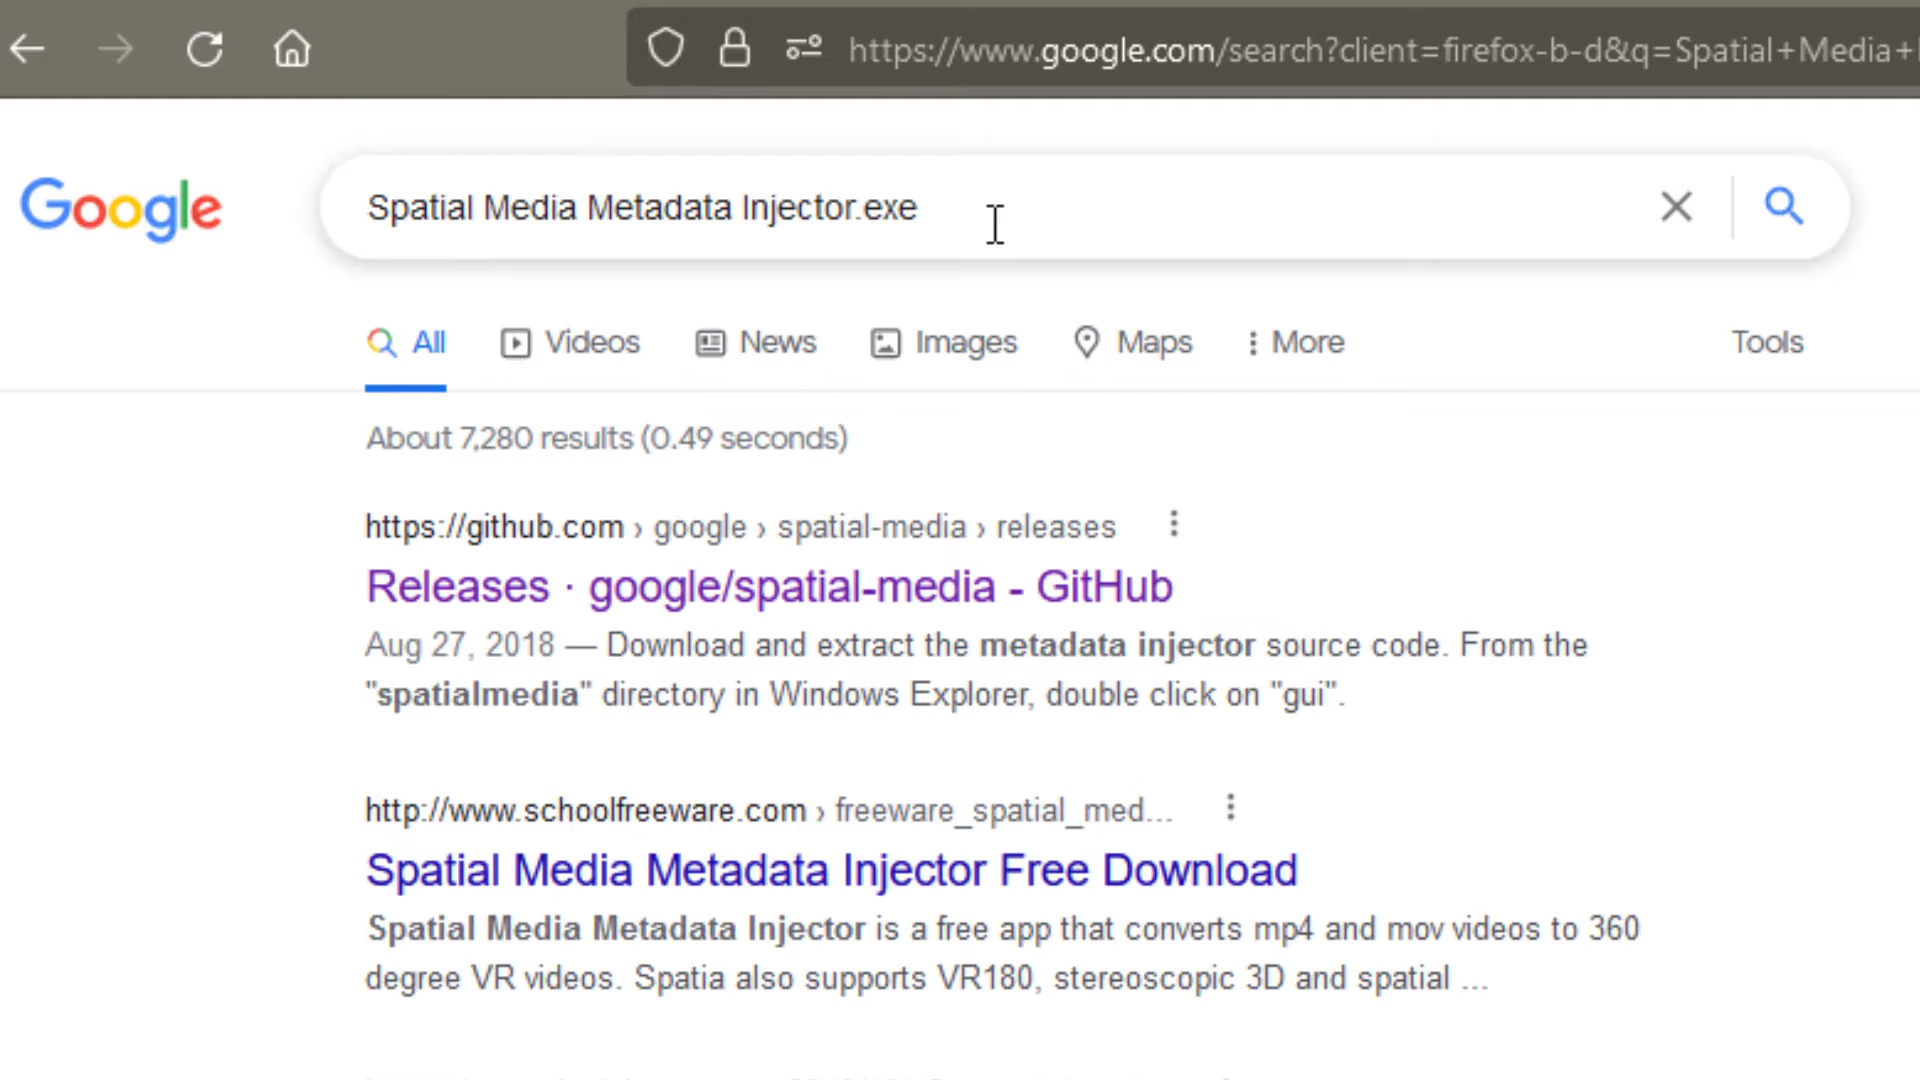 https://www.google.com/search?client=firefox-b-d&q=Spatial+Media+
Google
Spatial Media Metadata Injector.exe
All
Videos
News
Images
Maps
More
Tools
About 7,280 results (0.49 seconds)
https://github.com › google › spatial-media › releases
Releases · google/spatial-media - GitHub
Aug 27, 2018 — Download and extract the metadata injector source code. From the
"spatialmedia" directory in Windows Explorer, double click on "gui".
http://www.schoolfreeware.com › freeware_spatial_med...
Spatial Media Metadata Injector Free Download
Spatial Media Metadata Injector is a free app that converts mp4 and mov videos to 360
degree VR videos. Spatia also supports VR180, stereoscopic 3D and spatial ...